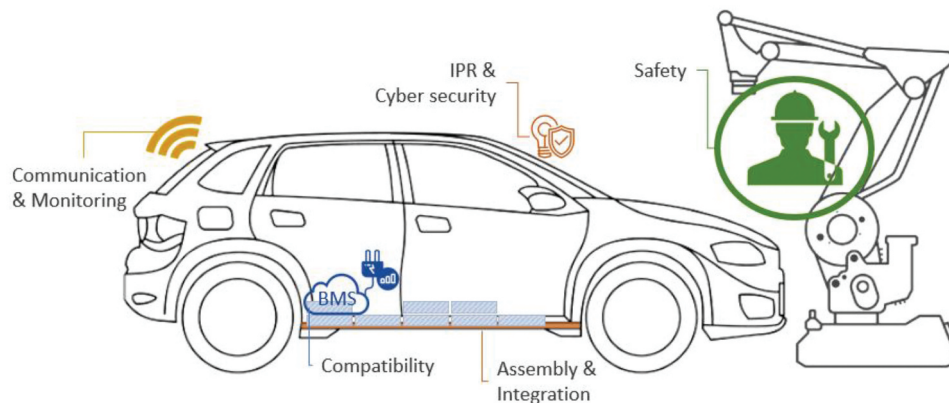 IPR &
Cyber security
Safety
Communication
& Monitoring
BMS
Compatibility
Assembly &
Integration